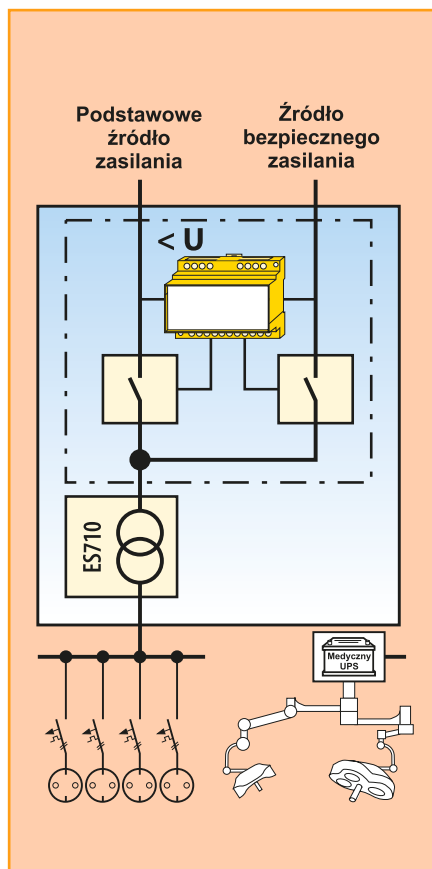 Podstawowe
źródło
zasilania
Źródło
bezpiecznego
zasilania
< U
ES710
Medyczny
UPS